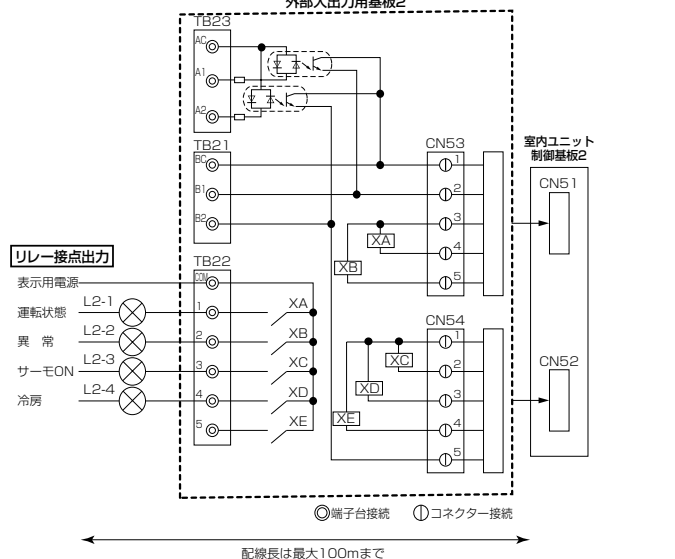 外部入出力用基板2
TB23
AC
A1
A2
TB21
BC
B1
B2
CN53
1
2
3
4
5
XA
XB
室内ユニット
制御基板2
CN51
CN52
リレー接点出力
表示用電源
運転状態 L2-1
異 常 L2-2
サーモON L2-3
冷房 L2-4
TB22
COM
1
2
3
4
5
XA
XB
XC
XD
XE
CN54
1
2
3
4
5
XC
XD
XE
端子台接続 コネクター接続
配線長は最大100mまで